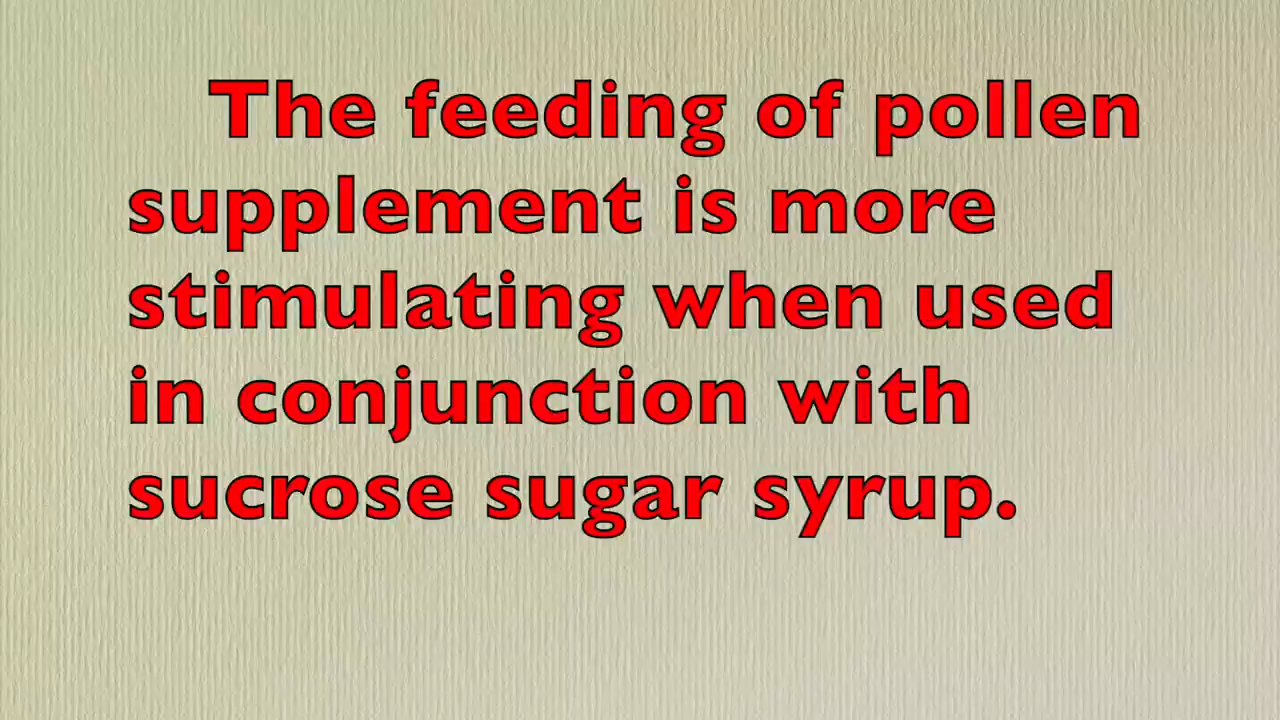 The feeding of pollen
supplement is more
stimulating when used
in conjunction with
sucrose sugar syrup.